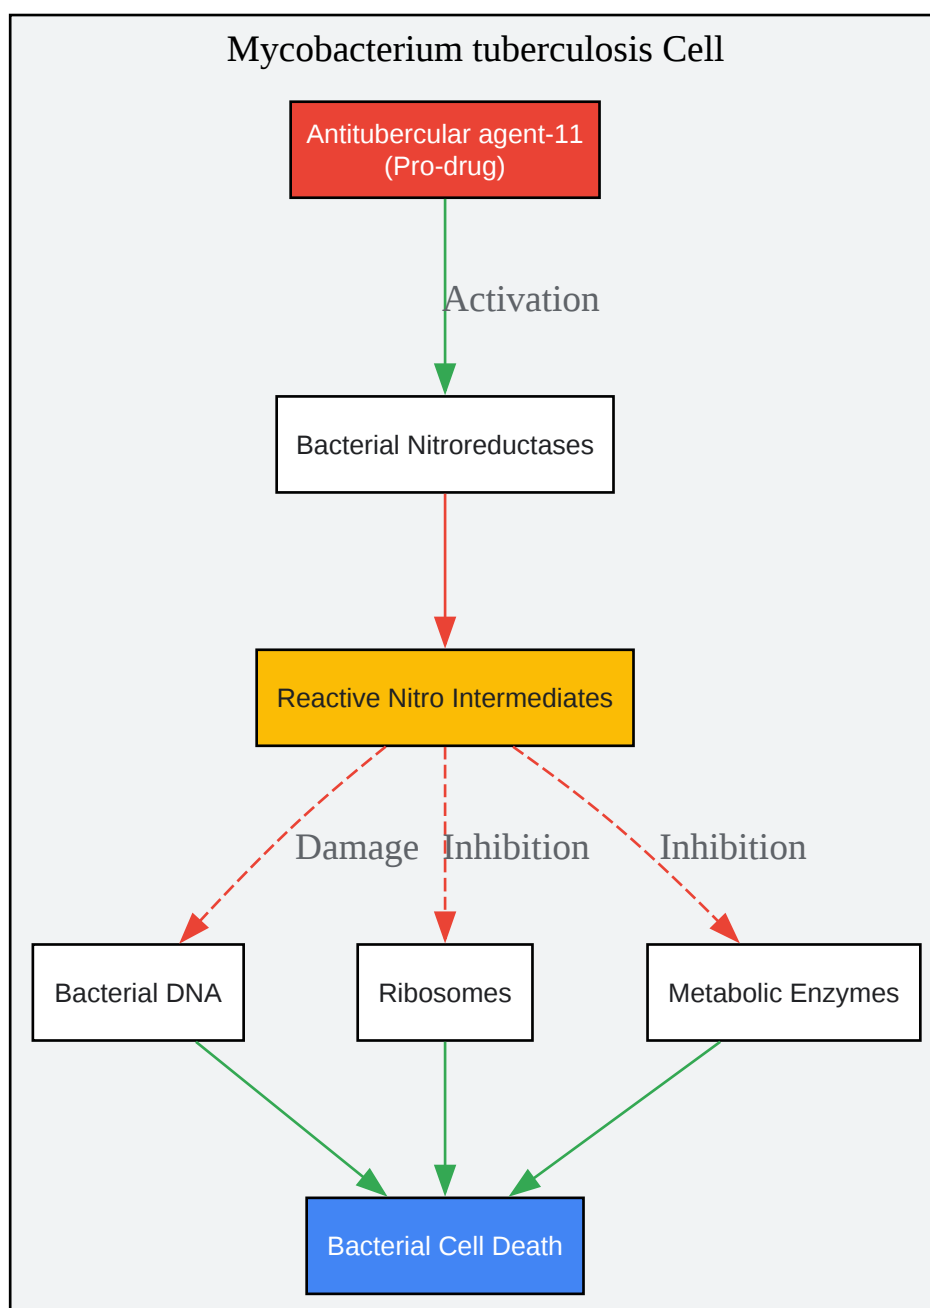 Mycobacterium tuberculosis Cell
Antitubercular agent-11
(Pro-drug)
Activation
Bacterial Nitroreductases
Reactive Nitro Intermediates
Damage
Inhibition
Inhibition
Bacterial DNA
Ribosomes
Metabolic Enzymes
Bacterial Cell Death